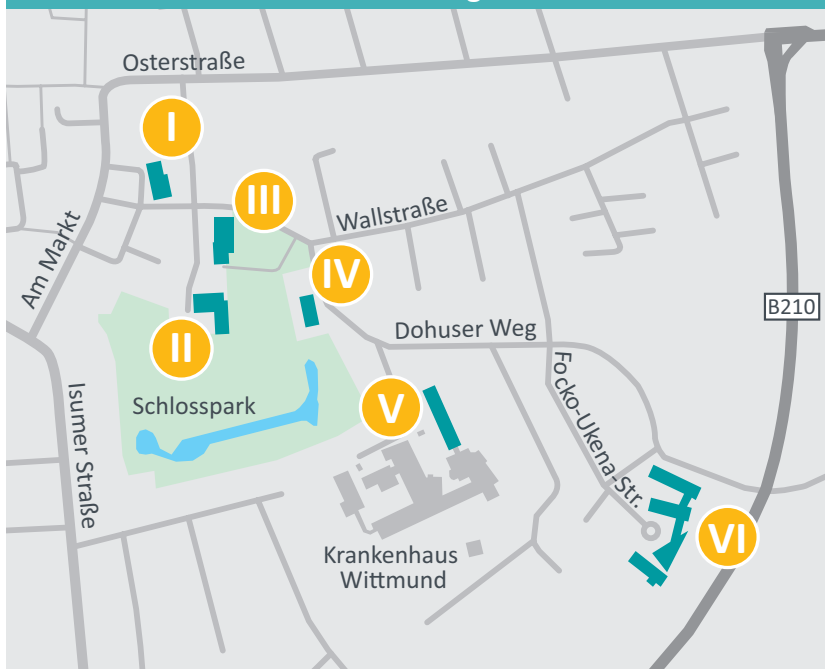 Osterstraße
I
III
Wallstraße
Am Markt
IV
B210
Dohuser Weg
II
Schlosspark
V
Focko-Ukena-Str.
Isumer Straße
VI
Krankenhaus
Wittmund